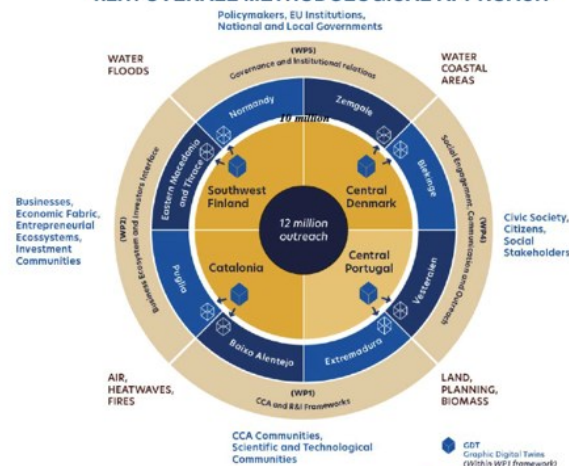 OVERALL METHODOLOGICAL APPROACH
Policymakers, EU Institutions,
National and Local Governments
WATER
FLOODS
WATER
COASTAL
AREAS
(WP5)
Governance and Institutional relations
Normandy
Zemgale
10 million
Eastern Macedonia
and Thrace
Blekinge
Southwest
Finland
Central
Denmark
Businesses,
Economic Fabric,
Entrepreneurial
Ecosystems,
Investment
Communities
(WP2)
Business Ecosystem and Investors Interface
12 million
outreach
Social Engagement, Communication and Outreach
(WP4)
Civic Society,
Citizens,
Social
Stakeholders
Catalonia
Central
Portugal
Puglia
Vesterålen
Baixo Alentejo
Extremadura
(WP1)
CCA and R&I Frameworks
AIR,
HEATWAVES,
FIRES
LAND,
PLANNING,
BIOMASS
CCA Communities,
Scientific and Technological
Communities
GDT
Graphic Digital Twins
(Within WP1 framework)